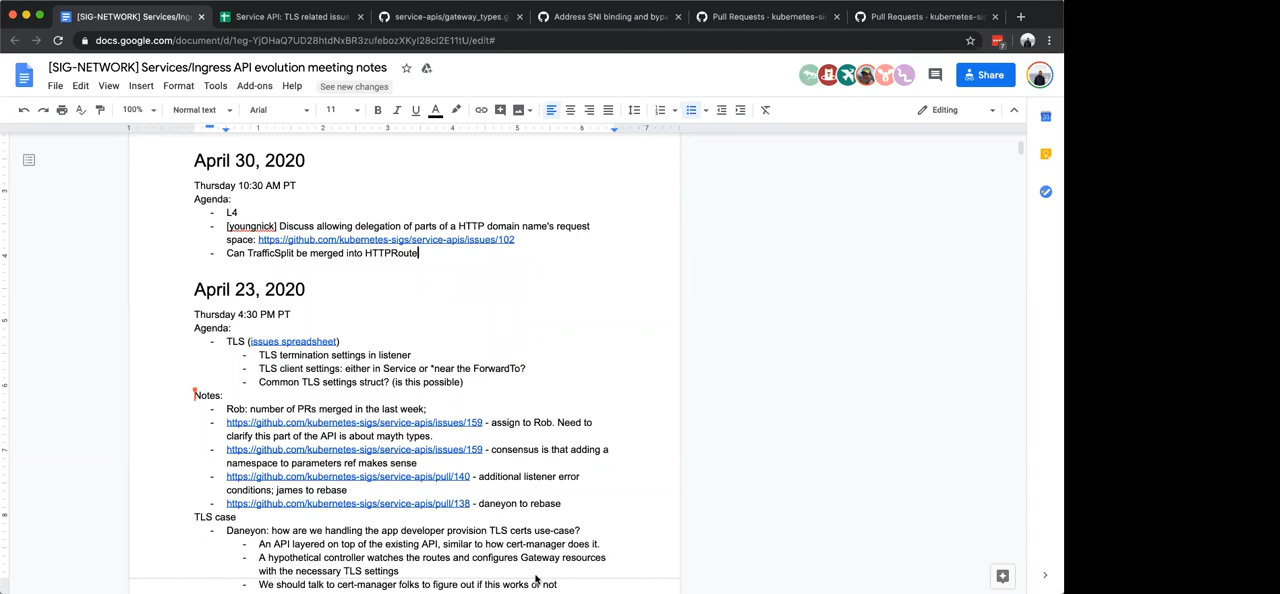 [SIG-NETWORK] Services/Ing
Service API: TLS related issue
service-apis/gateway_types.g
Address SNI binding and bypa
Pull Requests · kubernetes-si
Pull Requests · kubernetes-sig
docs.google.com/document/d/1eg-YjOHaQ7UD28htdNxBR3zufebozXKyI28cI2E11tU/edit#
[SIG-NETWORK] Services/Ingress API evolution meeting notes
Share
File Edit View Insert Format Tools Add-ons Help See new changes
100% Normal text Arial 11 B I U A Editing
1 1 2 3 4 5 6 7
April 30, 2020
Thursday 10:30 AM PT
Agenda:
- L4
- [youngnick] Discuss allowing delegation of parts of a HTTP domain name's request
space: https://github.com/kubernetes-sigs/service-apis/issues/102
- Can TrafficSplit be merged into HTTPRoute
April 23, 2020
Thursday 4:30 PM PT
Agenda:
- TLS (issues spreadsheet)
- TLS termination settings in listener
- TLS client settings: either in Service or *near the ForwardTo?
- Common TLS settings struct? (is this possible)
Notes:
- Rob: number of PRs merged in the last week;
- https://github.com/kubernetes-sigs/service-apis/issues/159 - assign to Rob. Need to
clarify this part of the API is about mayth types.
- https://github.com/kubernetes-sigs/service-apis/issues/159 - consensus is that adding a
namespace to parameters ref makes sense
- https://github.com/kubernetes-sigs/service-apis/pull/140 - additional listener error
conditions; james to rebase
- https://github.com/kubernetes-sigs/service-apis/pull/138 - daneyon to rebase
TLS case
- Daneyon: how are we handling the app developer provision TLS certs use-case?
- An API layered on top of the existing API, similar to how cert-manager does it.
- A hypothetical controller watches the routes and configures Gateway resources
with the necessary TLS settings
- We should talk to cert-manager folks to figure out if this works or not